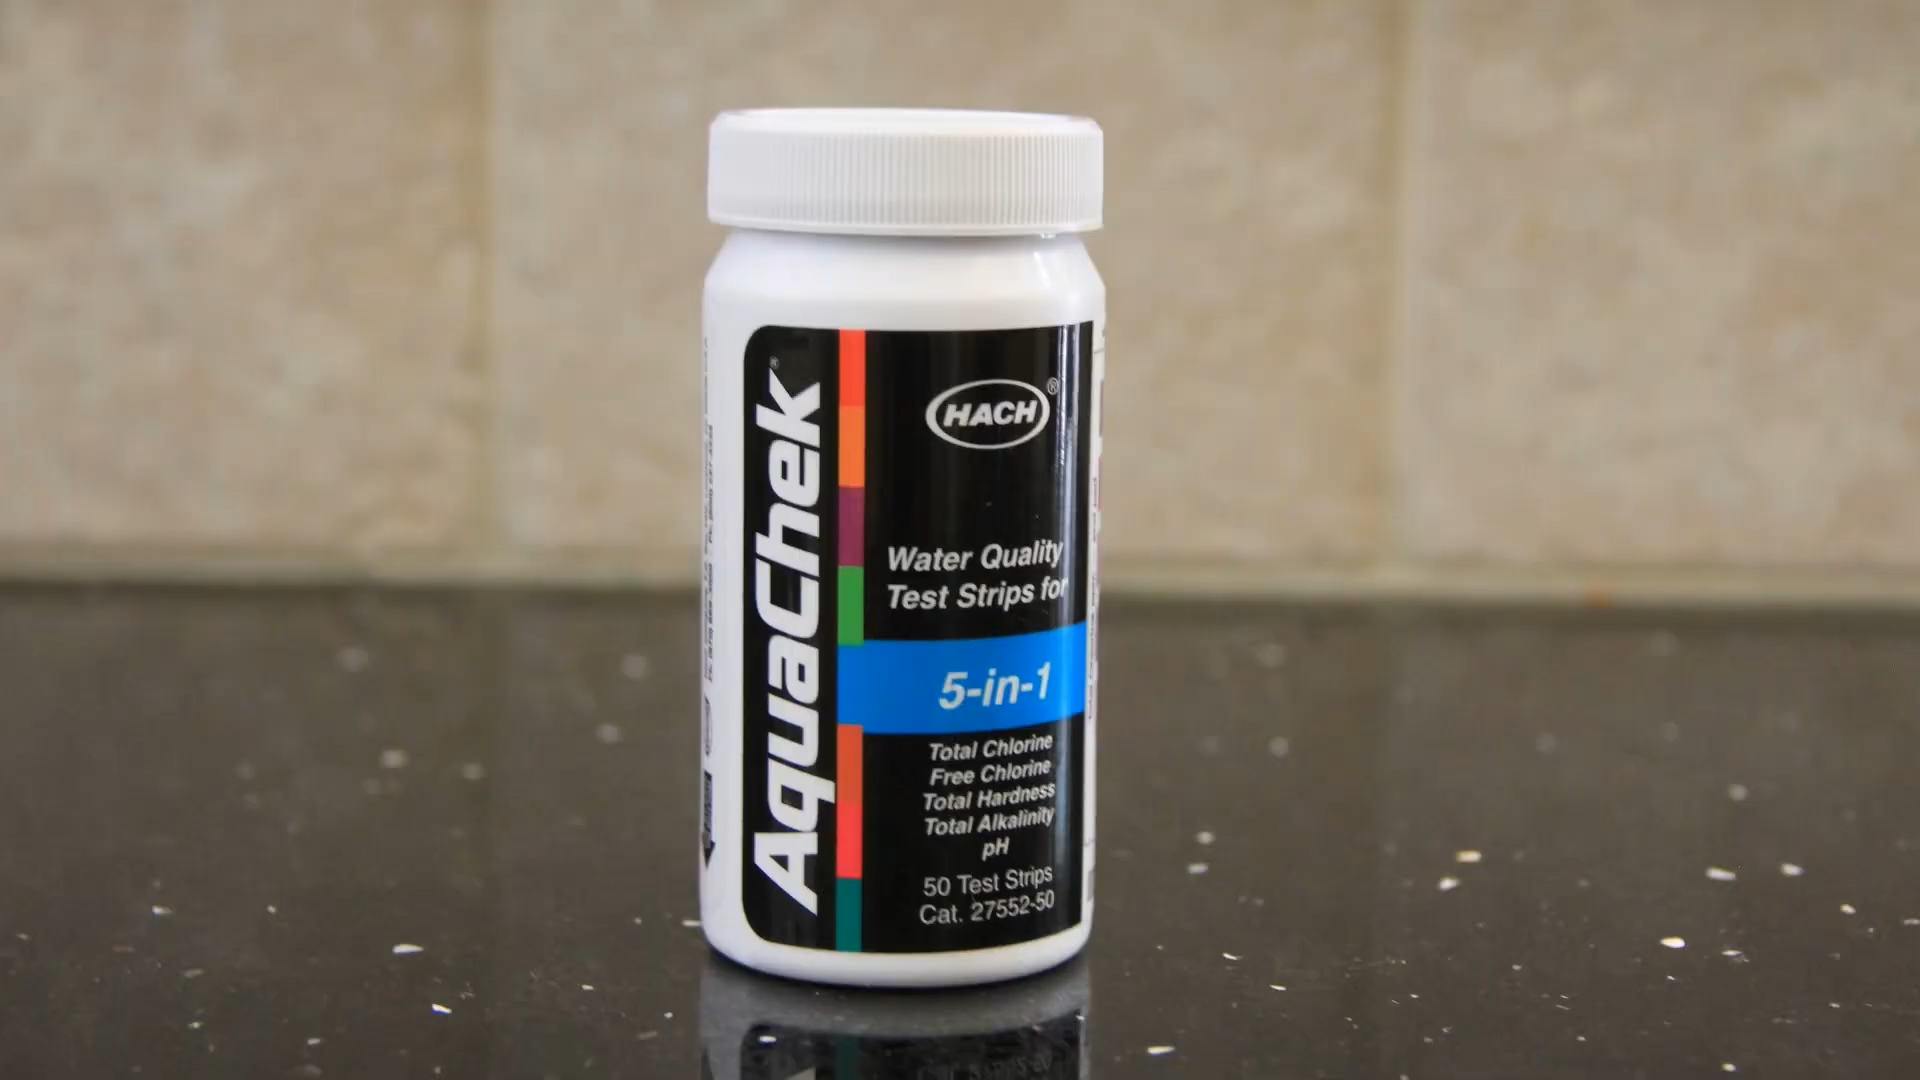 AquaChek®
HACH®
Water Quality
Test Strips for
5-in-1
Total Chlorine
Free Chlorine
Total Hardness
Total Alkalinity
pH
50 Test Strips
Cat. 27552-50